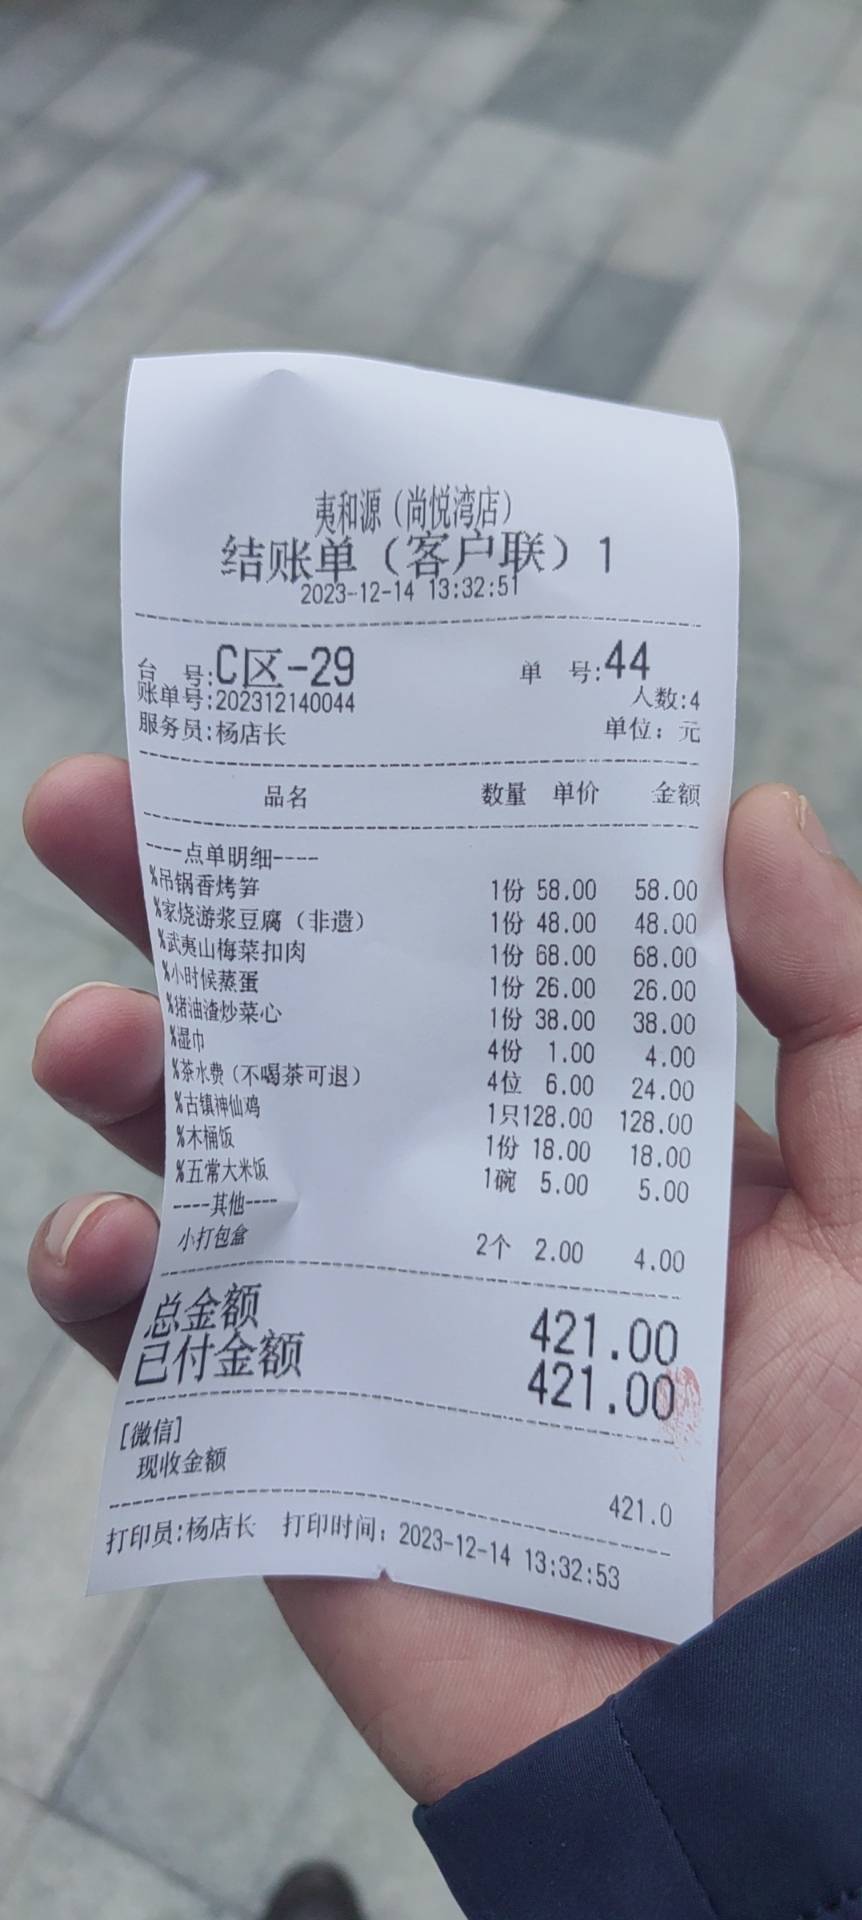 夷和源（尚悦湾店）
结账单（客户联）1
2023-12-14 13:32:51
台 号:C区-29 单 号:44
账单号:202312140044 人数:4
服务员:杨店长 单位：元
品名 数量 单价 金额
----点单明细----
%吊锅香烤笋 1份 58.00 58.00
%家烧游浆豆腐（非遗） 1份 48.00 48.00
%武夷山梅菜扣肉 1份 68.00 68.00
%小时候蒸蛋 1份 26.00 26.00
%猪油渣炒菜心 1份 38.00 38.00
%湿巾 4份 1.00 4.00
%茶水费(不喝茶可退） 4位 6.00 24.00
%古镇神仙鸡 1只128.00 128.00
%木桶饭 1份 18.00 18.00
%五常大米饭 1碗 5.00 5.00
----其他----
小打包盒 2个 2.00 4.00
总金额 421.00
已付金额 421.00
[微信]
现收金额 421.0
打印员:杨店长 打印时间：2023-12-14 13:32:53